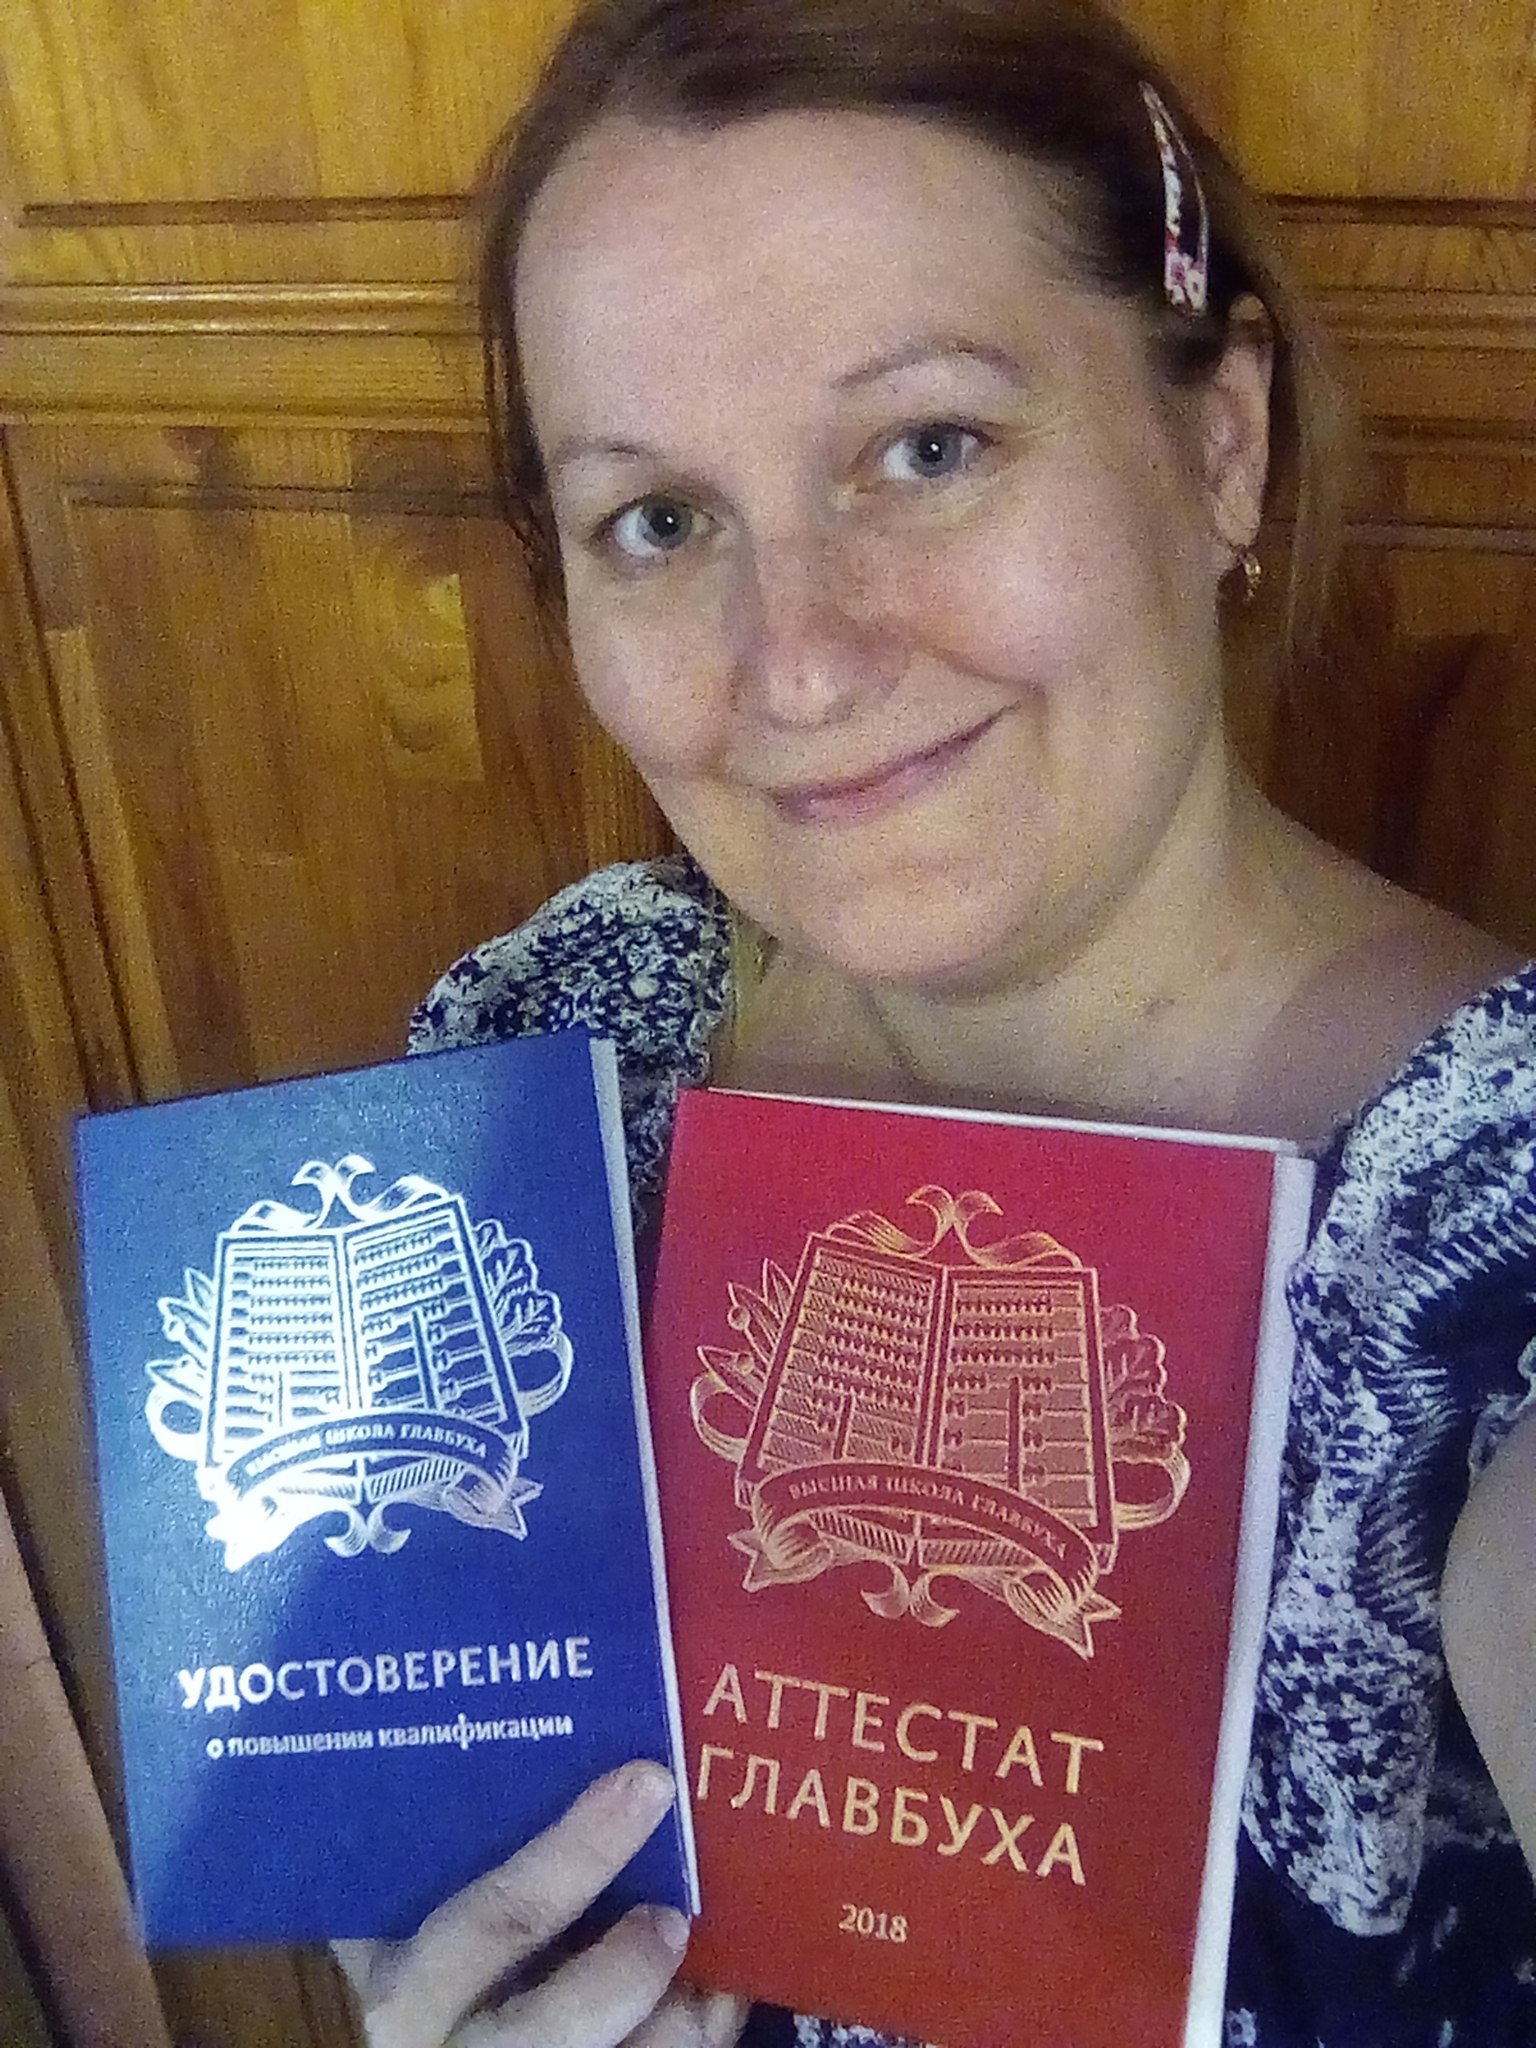 ВЫСШАЯ ШКОЛА ГЛАВБУХА
УДОСТОВЕРЕНИЕ
о повышении квалификации
ВЫСШАЯ ШКОЛА ГЛАВБУХА
АТТЕСТАТ
ГЛАВБУХА
2018